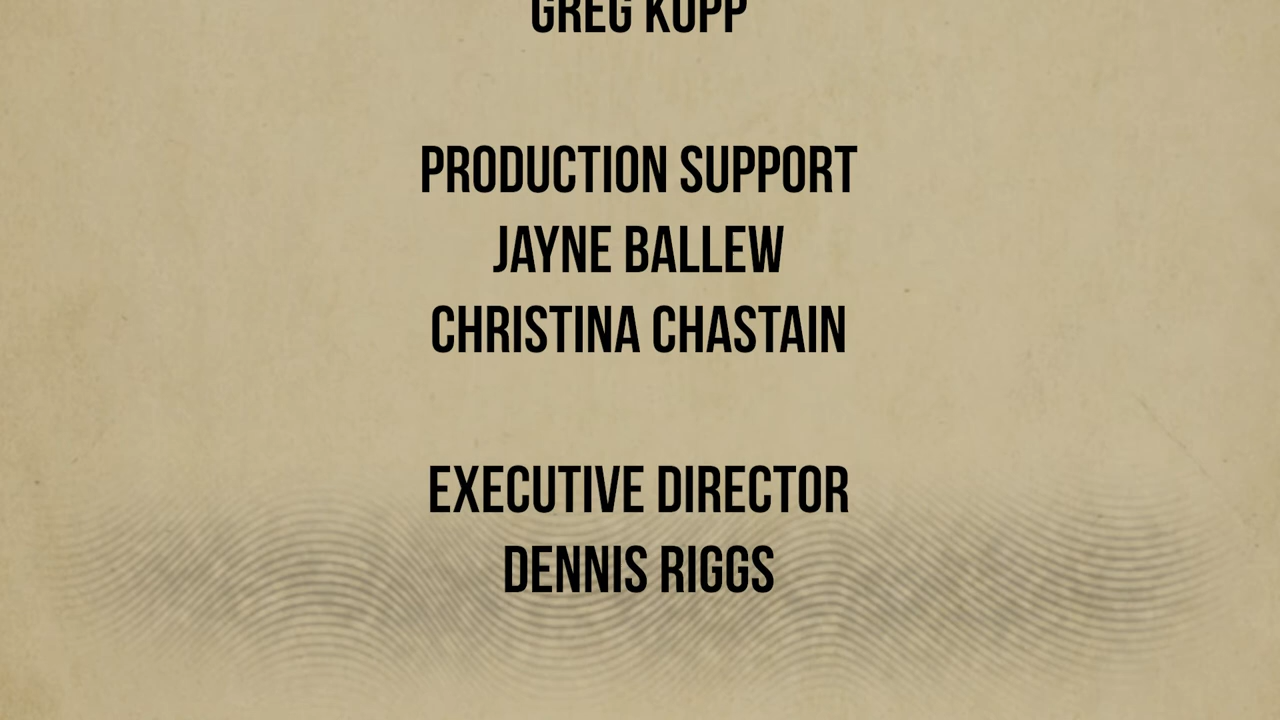 GREG KOPP
PRODUCTION SUPPORT
JAYNE BALLEW
CHRISTINA CHASTAIN
EXECUTIVE DIRECTOR
DENNIS RIGGS